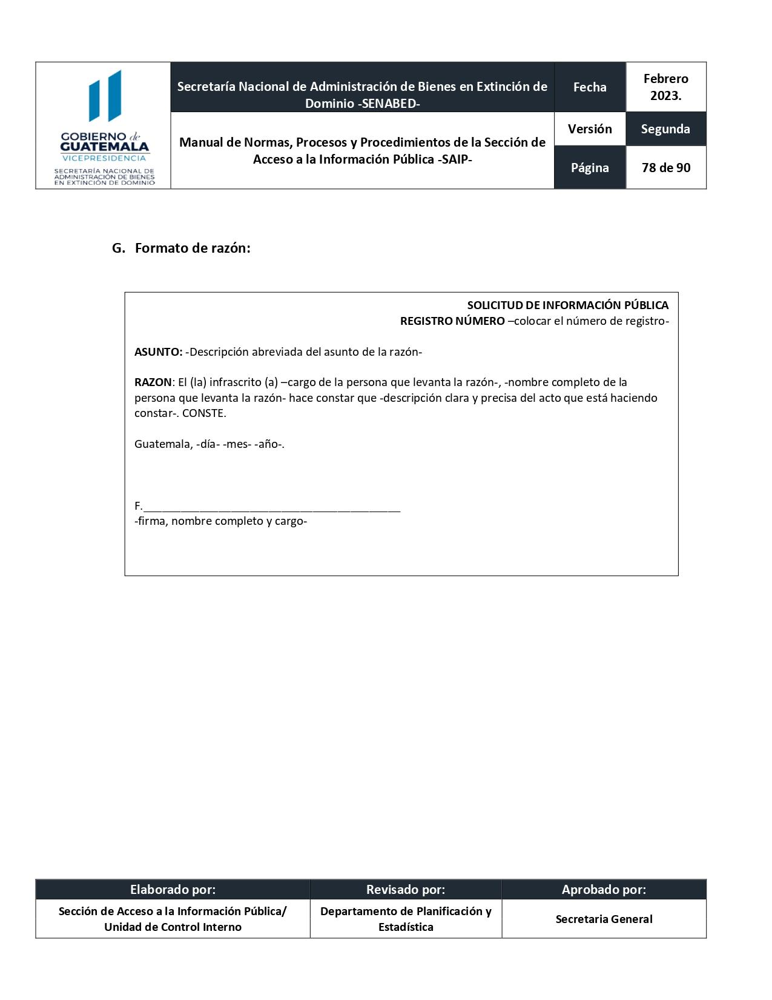 GOBIERNO de
GUATEMALA
VICEPRESIDENCIA
SECRETARÍA NACIONAL DE
ADMINISTRACIÓN DE BIENES
EN EXTINCIÓN DE DOMINIO
Secretaría Nacional de Administración de Bienes en Extinción de
Dominio -SENABED-
Fecha
Febrero
2023.
Manual de Normas, Procesos y Procedimientos de la Sección de
Acceso a la Información Pública -SAIP-
Versión
Segunda
Página
78 de 90
G. Formato de razón:
SOLICITUD DE INFORMACIÓN PÚBLICA
REGISTRO NÚMERO –colocar el número de registro-
ASUNTO: -Descripción abreviada del asunto de la razón-
RAZON: El (la) infrascrito (a) –cargo de la persona que levanta la razón-, -nombre completo de la
persona que levanta la razón- hace constar que -descripción clara y precisa del acto que está haciendo
constar-. CONSTE.
Guatemala, -día- -mes- -año-.
F.________________________________________
-firma, nombre completo y cargo-
Elaborado por:
Revisado por:
Aprobado por:
Sección de Acceso a la Información Pública/
Unidad de Control Interno
Departamento de Planificación y
Estadística
Secretaria General